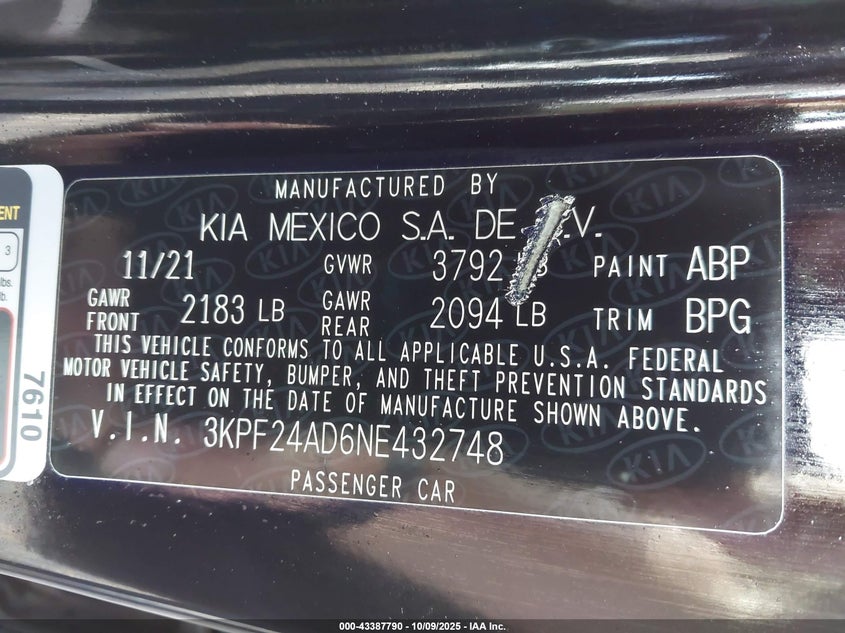 MANUFACTURED BY
KIA MEXICO S.A. DE .V.
11/21 GVWR 3792 PAINT ABP
GAWR FRONT 2183 LB GAWR REAR 2094 LB TRIM BPG
THIS VEHICLE CONFORMS TO ALL APPLICABLE U.S.A. FEDERAL
MOTOR VEHICLE SAFETY, BUMPER, AND THEFT PREVENTION STANDARDS
IN EFFECT ON THE DATE OF MANUFACTURE SHOWN ABOVE.
V.I.N. 3KPF24AD6NE432748
PASSENGER CAR
7610
3
000-43387790 - 10/09/2025 - IAA Inc.